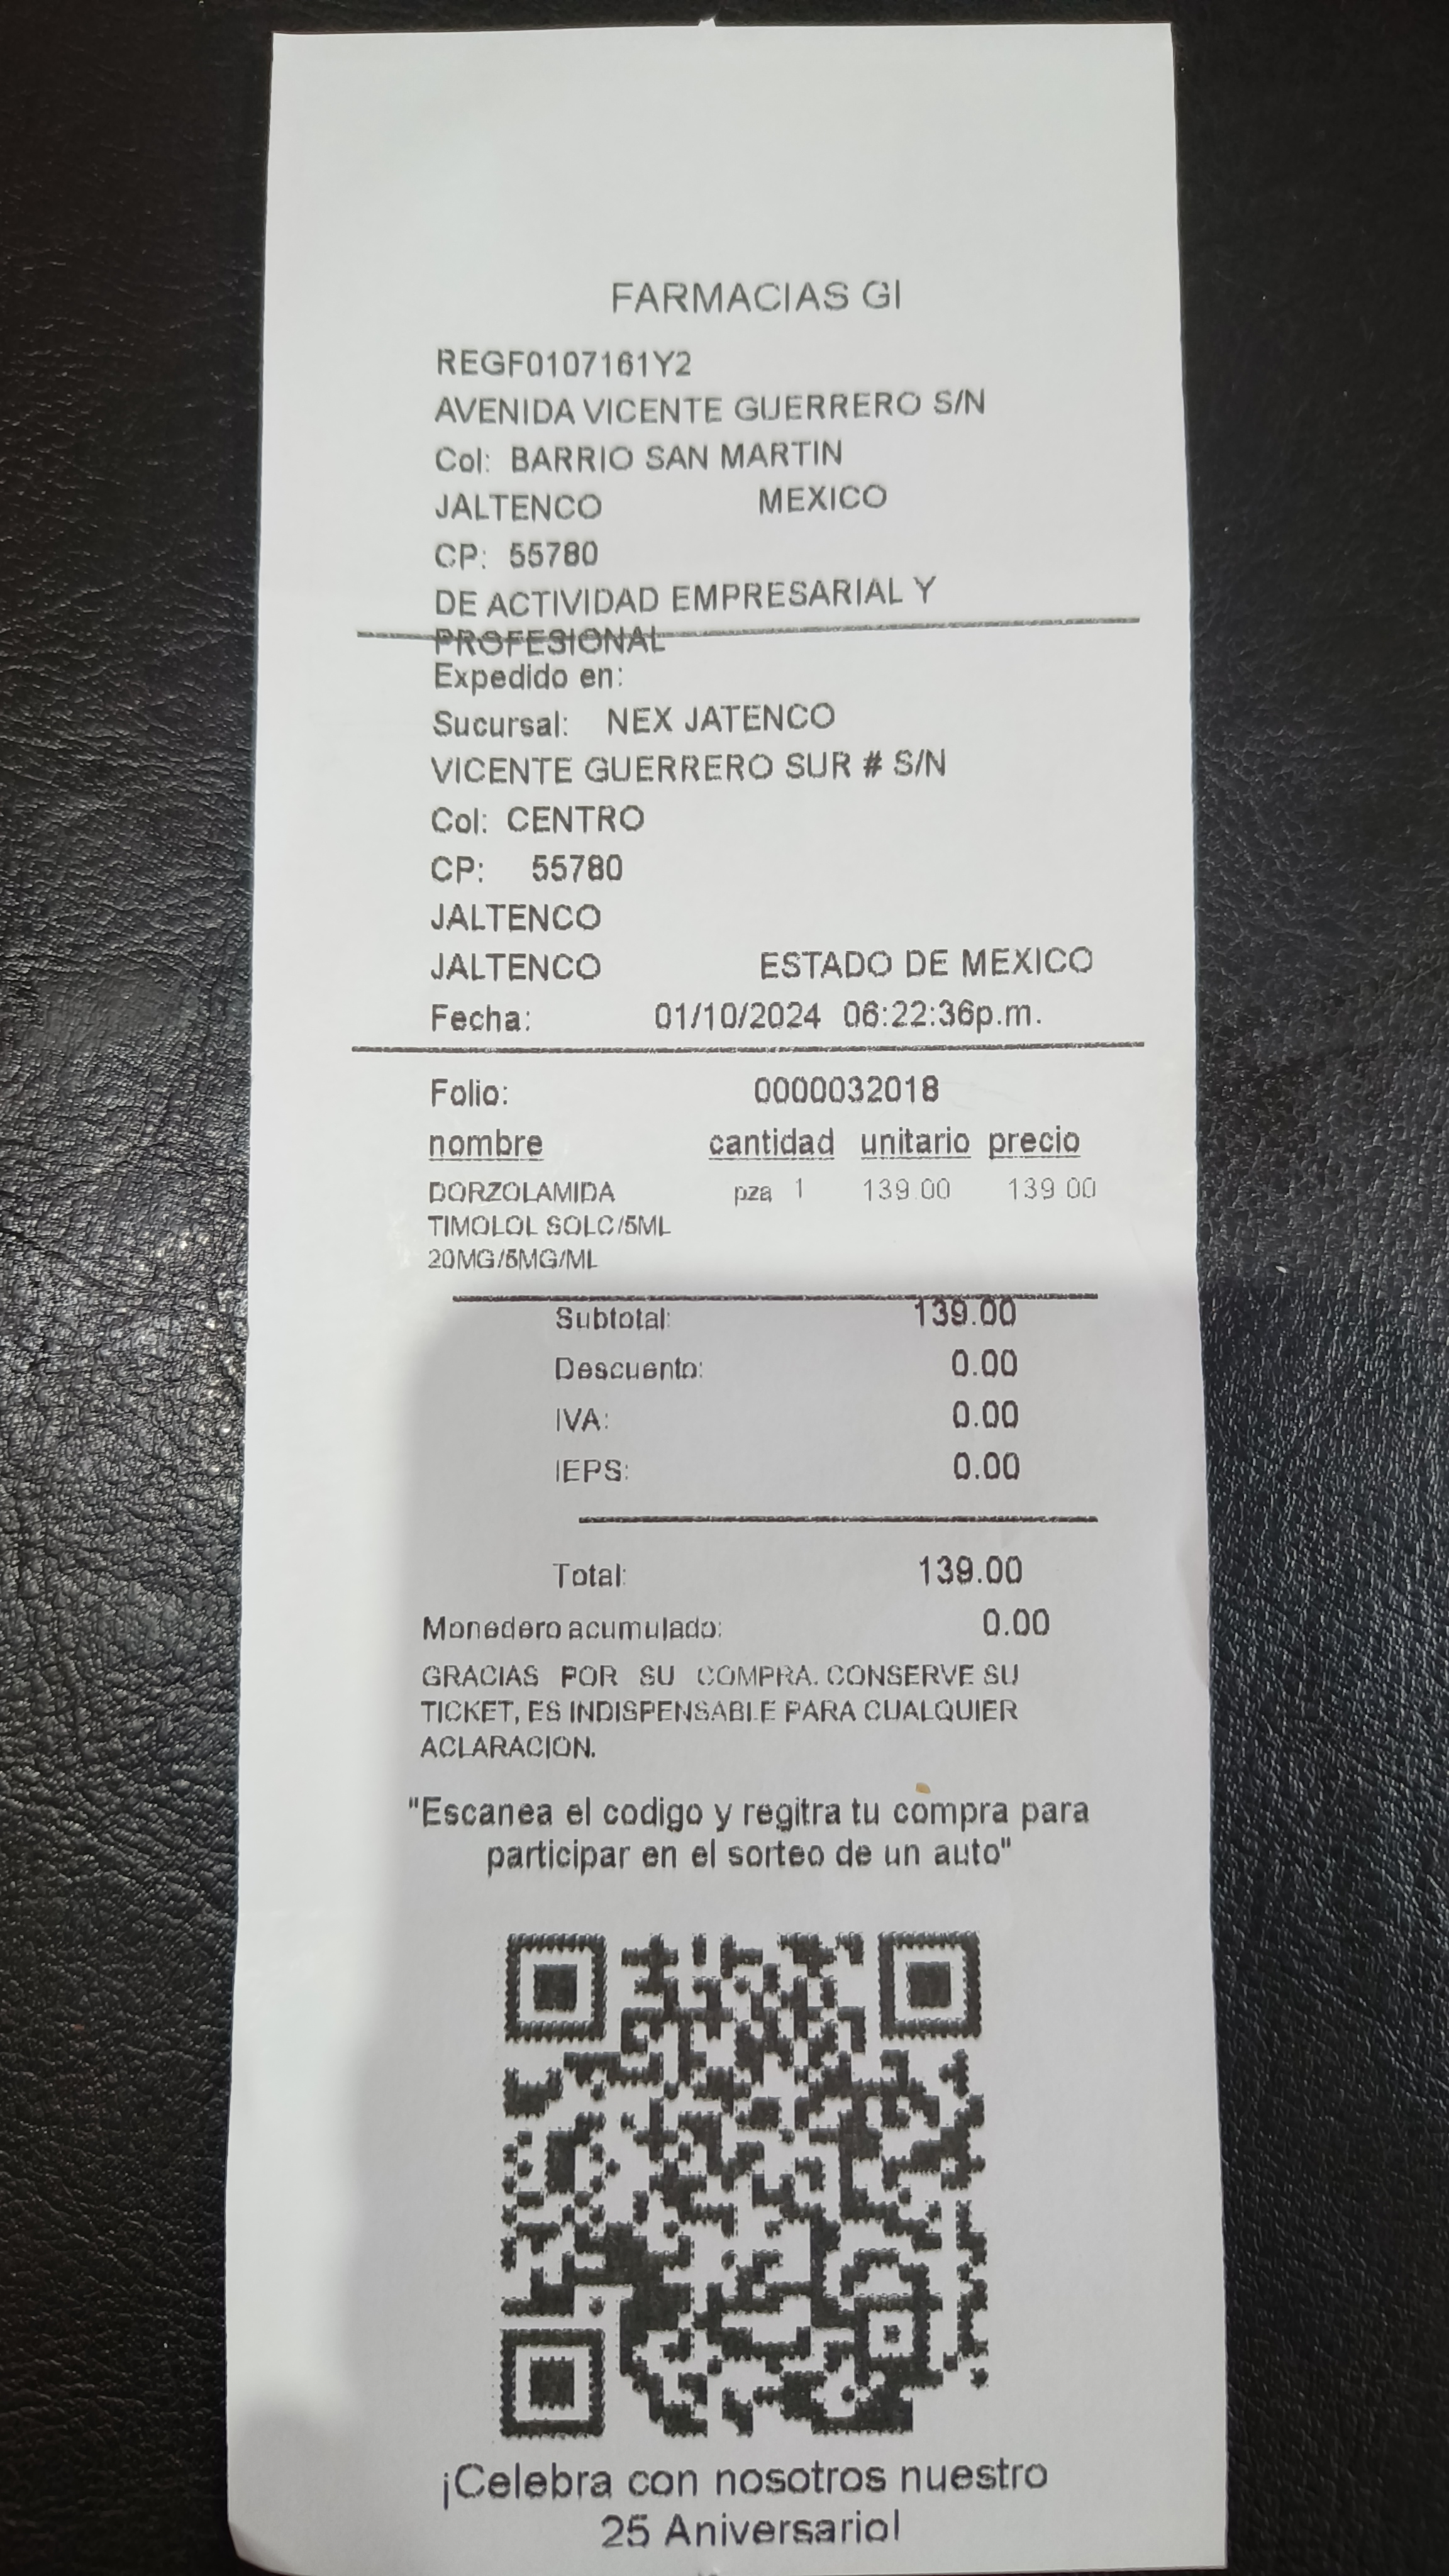 FARMACIAS GI
REGF0107161Y2
AVENIDA VICENTE GUERRERO S/N
Col: BARRIO SAN MARTIN
JALTENCO MEXICO
CP: 55780
DE ACTIVIDAD EMPRESARIAL Y
PROFESIONAL
Expedido en:
Sucursal: NEX JATENCO
VICENTE GUERRERO SUR # S/N
Col: CENTRO
CP: 55780
JALTENCO
JALTENCO ESTADO DE MEXICO
Fecha: 01/10/2024 06:22:36p.m.
Folio: 0000032018
nombre cantidad unitario precio
DORZOLAMIDA pza 1 139.00 139.00
TIMOLOL SOLC/5ML
20MG/5MG/ML
Subtotal: 139.00
Descuento: 0.00
IVA: 0.00
IEPS: 0.00
Total: 139.00
Monedero acumulado: 0.00
GRACIAS POR SU COMPRA. CONSERVE SU
TICKET, ES INDISPENSABLE PARA CUALQUIER
ACLARACION.
"Escanea el codigo y regitra tu compra para
participar en el sorteo de un auto"
¡Celebra con nosotros nuestro
25 Aniversario!